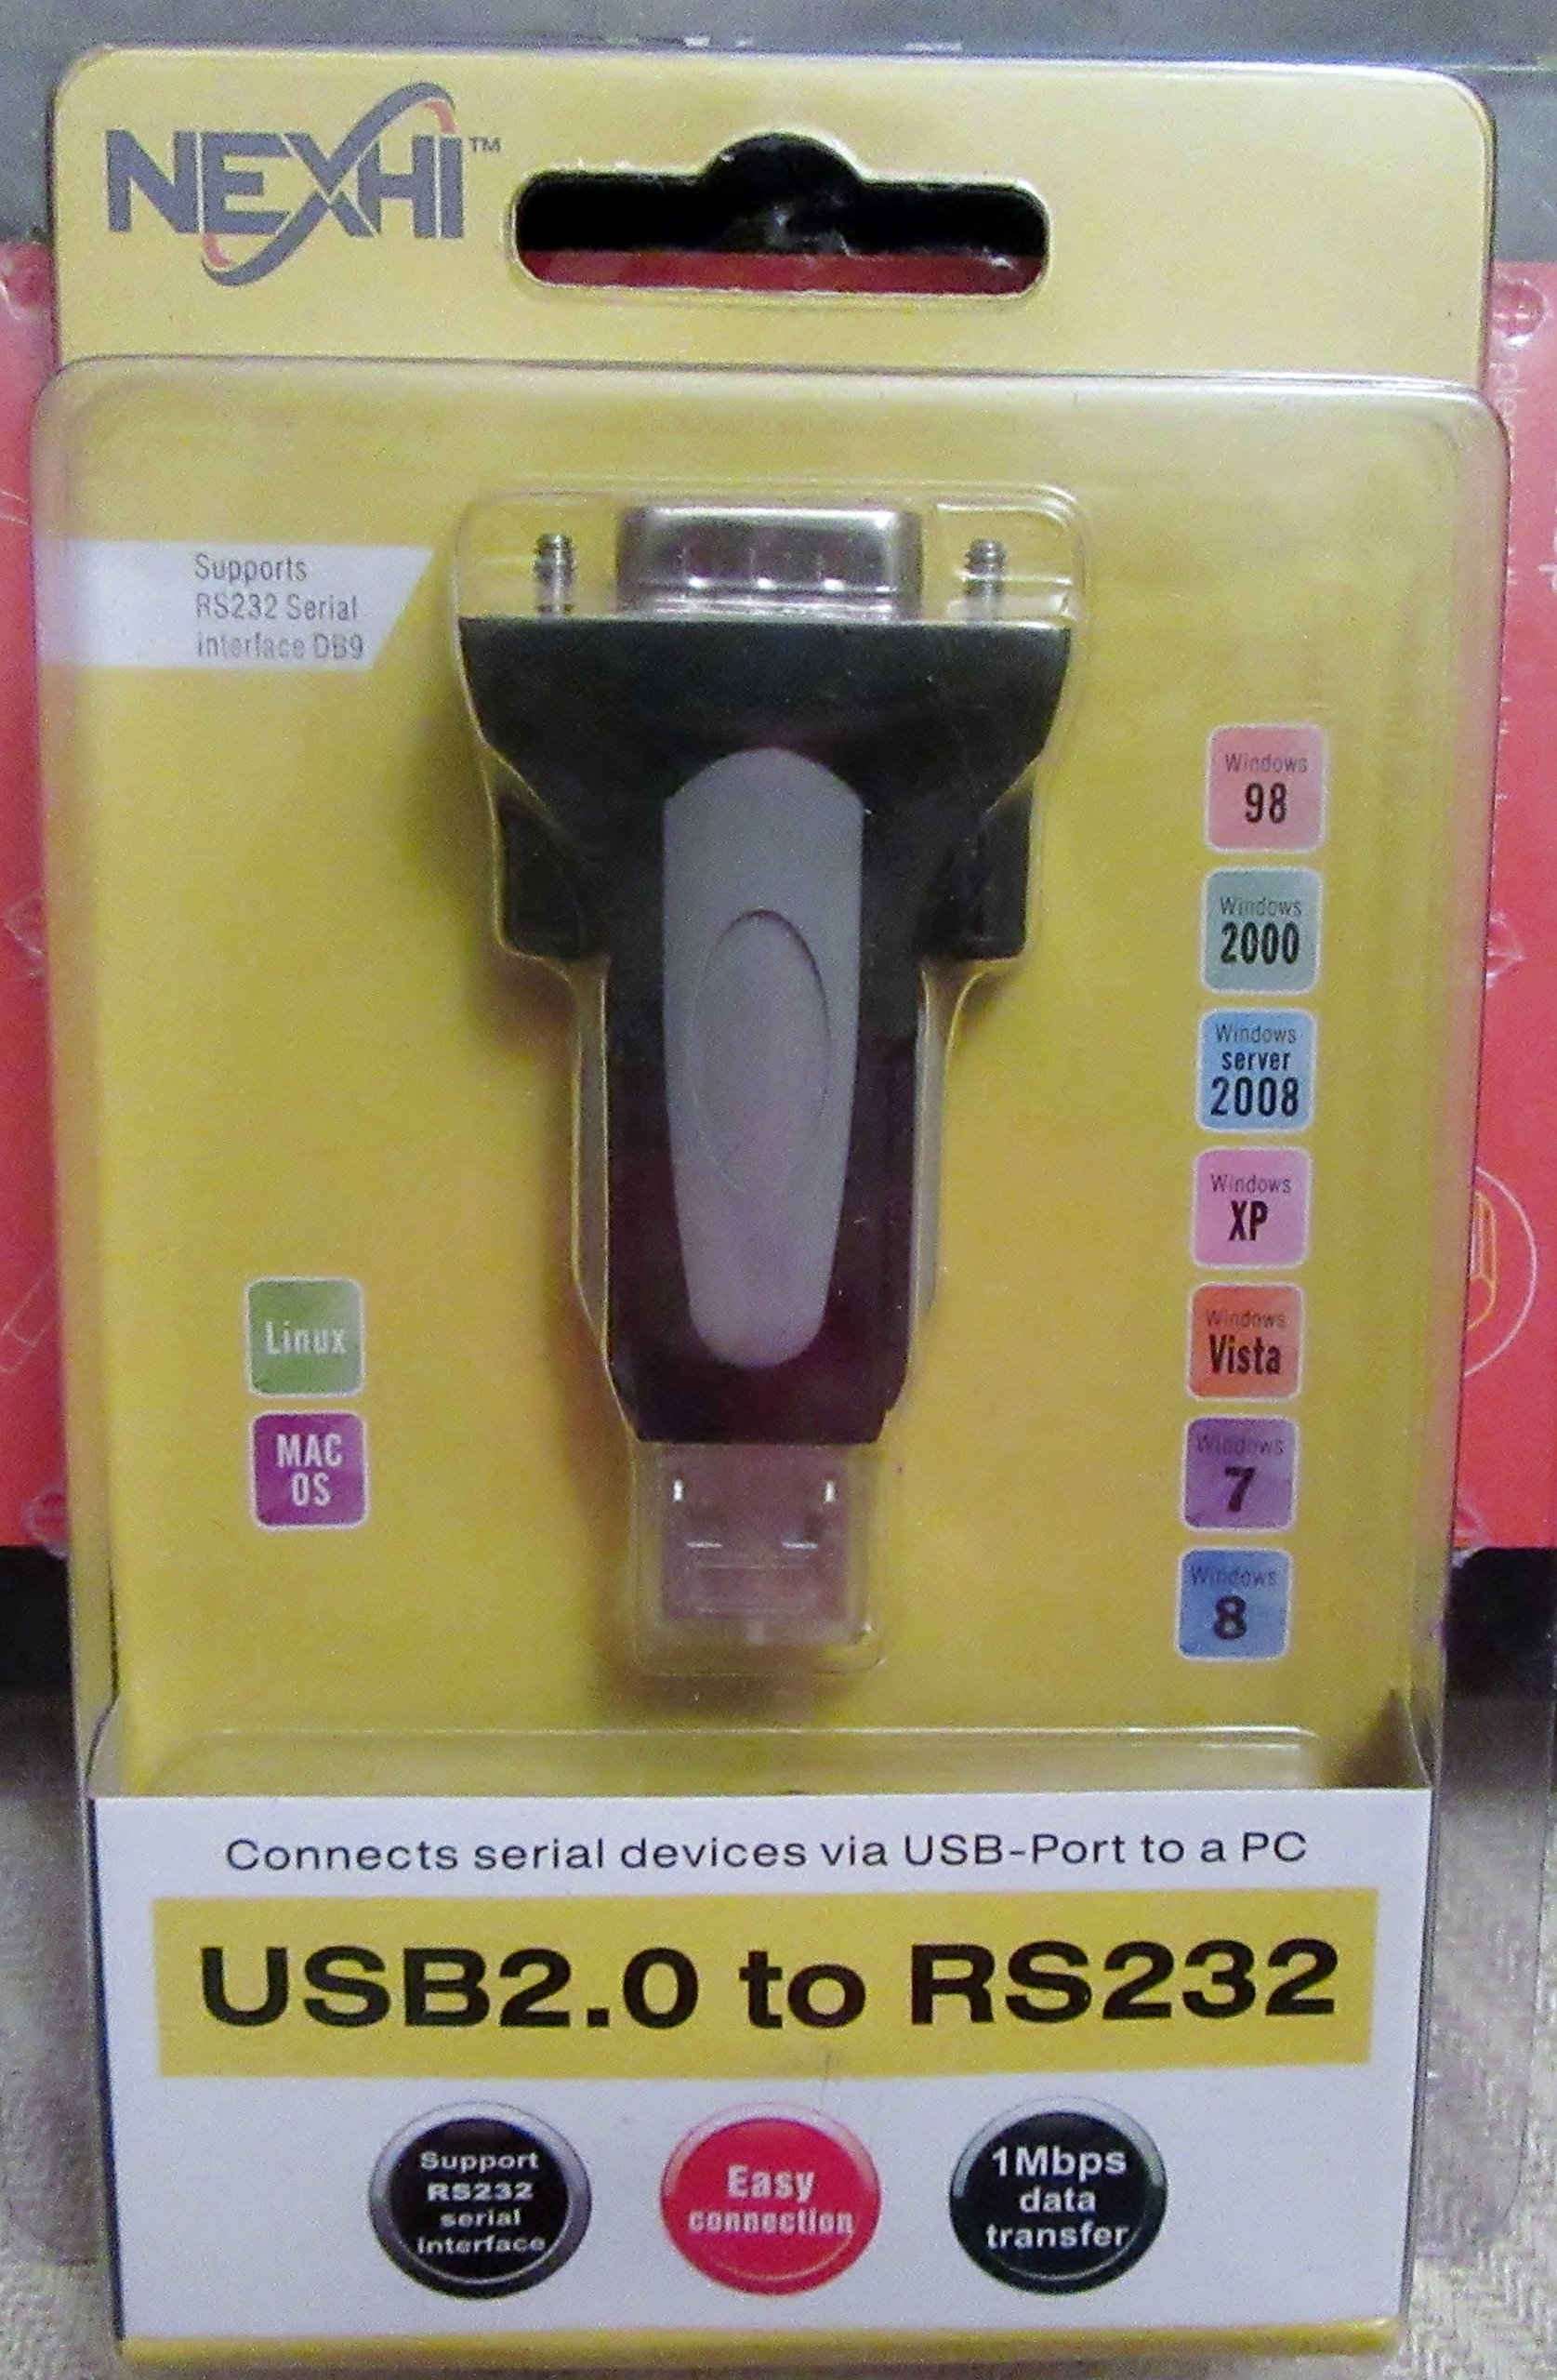 NEXHI™
Supports
RS232 Serial
interface DB9
Windows
98
Windows
2000
Windows
server
2008
Windows
XP
Windows
Vista
Windows
7
Windows
8
Linux
MAC
OS
Connects serial devices via USB-Port to a PC
USB2.0 to RS232
Support
RS232
serial
interface
Easy
connection
1Mbps
data
transfer